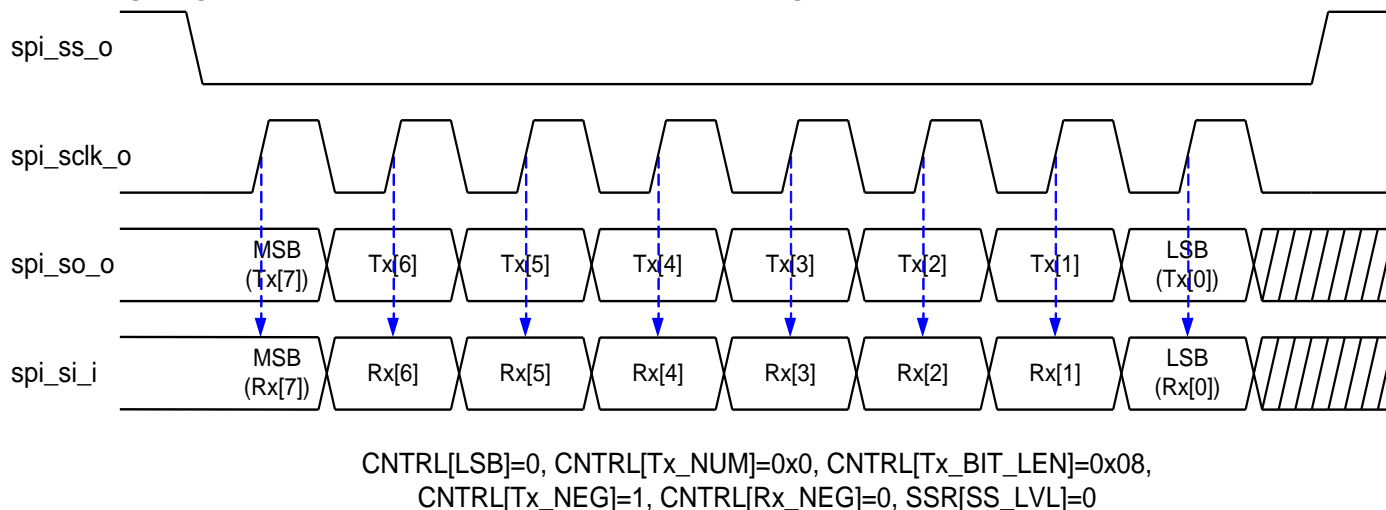 spi_ss_o
spi_sclk_o
spi_so_o
MSB
(Tx[7])
Tx[6]
Tx[5]
Tx[4]
Tx[3]
Tx[2]
Tx[1]
LSB
(Tx[0])
spi_si_i
MSB
(Rx[7])
Rx[6]
Rx[5]
Rx[4]
Rx[3]
Rx[2]
Rx[1]
LSB
(Rx[0])
CNTRL[LSB]=0, CNTRL[Tx_NUM]=0x0, CNTRL[Tx_BIT_LEN]=0x08,
CNTRL[Tx_NEG]=1, CNTRL[Rx_NEG]=0, SSR[SS_LVL]=0